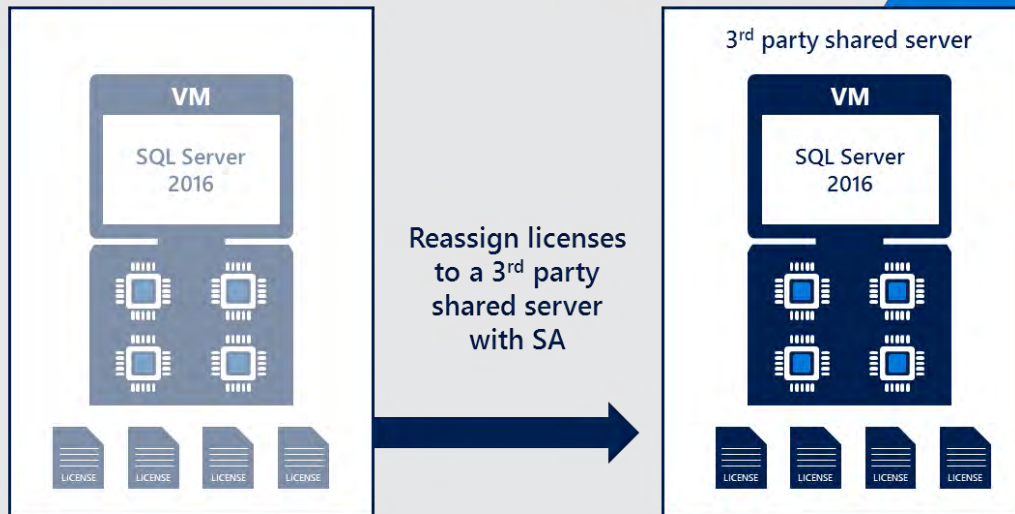 VM
SQL Server
2016
LICENSE
LICENSE
LICENSE
LICENSE
Reassign licenses
to a 3rd party
shared server
with SA
3rd party shared server
VM
SQL Server
2016
LICENSE
LICENSE
LICENSE
LICENSE